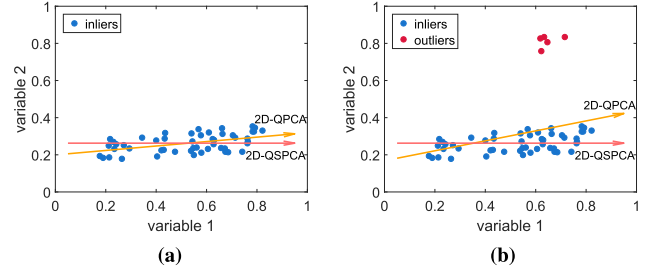 inliers
1
0.8
0.6
0.4
0.2
0
variable 2
2D-QPCA
2D-QSPCA
0 0.2 0.4 0.6 0.8 1
variable 1
(a)
inliers
outliers
1
0.8
0.6
0.4
0.2
0
variable 2
2D-QPCA
2D-QSPCA
0 0.2 0.4 0.6 0.8 1
variable 1
(b)